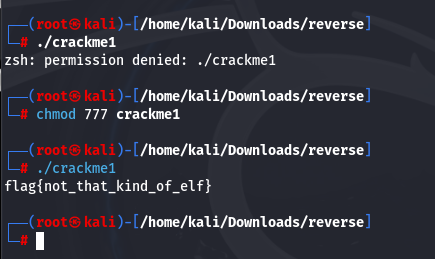 ┌──(root㉿kali)-[/home/kali/Downloads/reverse]
└─# ./crackme1
zsh: permission denied: ./crackme1
┌──(root㉿kali)-[/home/kali/Downloads/reverse]
└─# chmod 777 crackme1
┌──(root㉿kali)-[/home/kali/Downloads/reverse]
└─# ./crackme1
flag{not_that_kind_of_elf}
┌──(root㉿kali)-[/home/kali/Downloads/reverse]
└─#